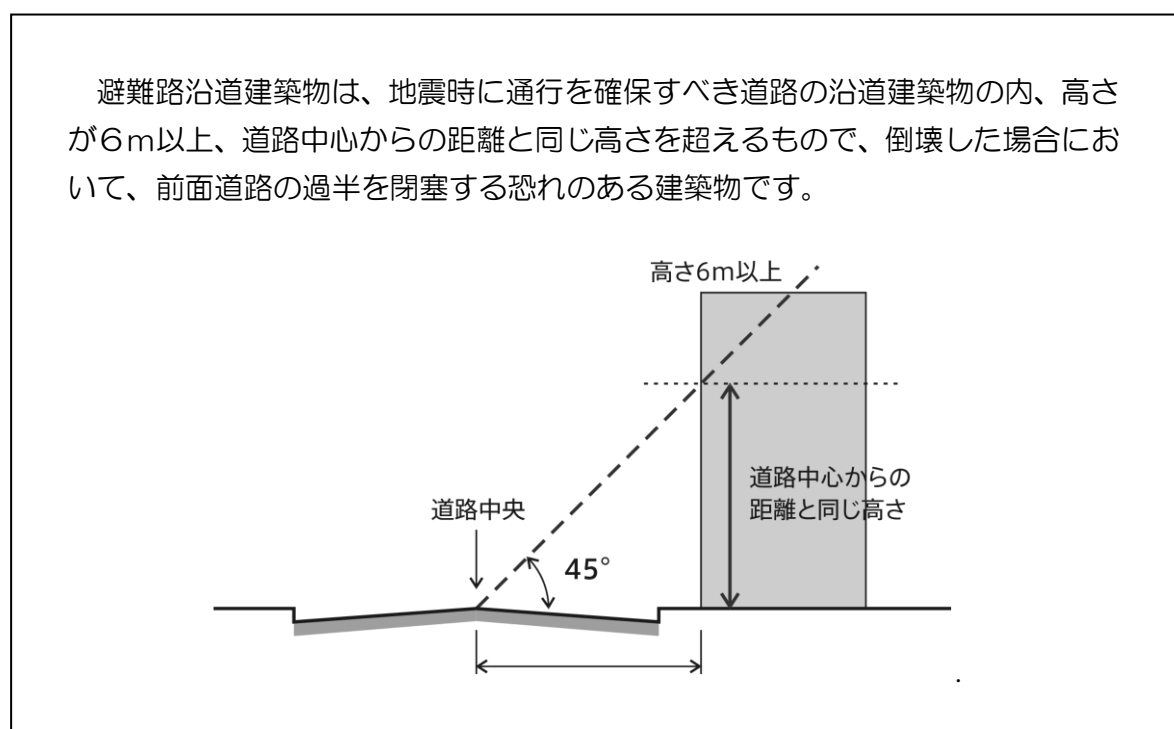 避難路沿道建築物は、地震時に通行を確保すべき道路の沿道建築物の内、高さ
が6m以上、道路中心からの距離と同じ高さを超えるもので、倒壊した場合にお
いて、前面道路の過半を閉塞する恐れのある建築物です。
高さ6m以上
道路中心からの
距離と同じ高さ
道路中央
45°